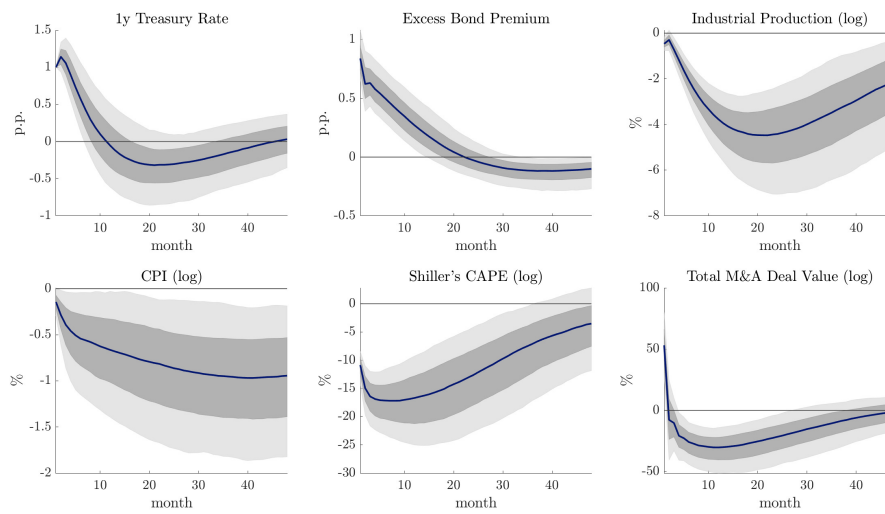 1y Treasury Rate
1.5
1
0.5
0
-0.5
-1
p.p.
10 20 30 40
month
Excess Bond Premium
1
0.5
0
-0.5
p.p.
10 20 30 40
month
Industrial Production (log)
0
-2
-4
-6
-8
%
10 20 30 40
month
CPI (log)
0
-0.5
-1
-1.5
-2
%
10 20 30 40
month
Shiller's CAPE (log)
0
-5
-10
-15
-20
-25
-30
%
10 20 30 40
month
Total M&A Deal Value (log)
100
50
0
-50
%
10 20 30 40
month